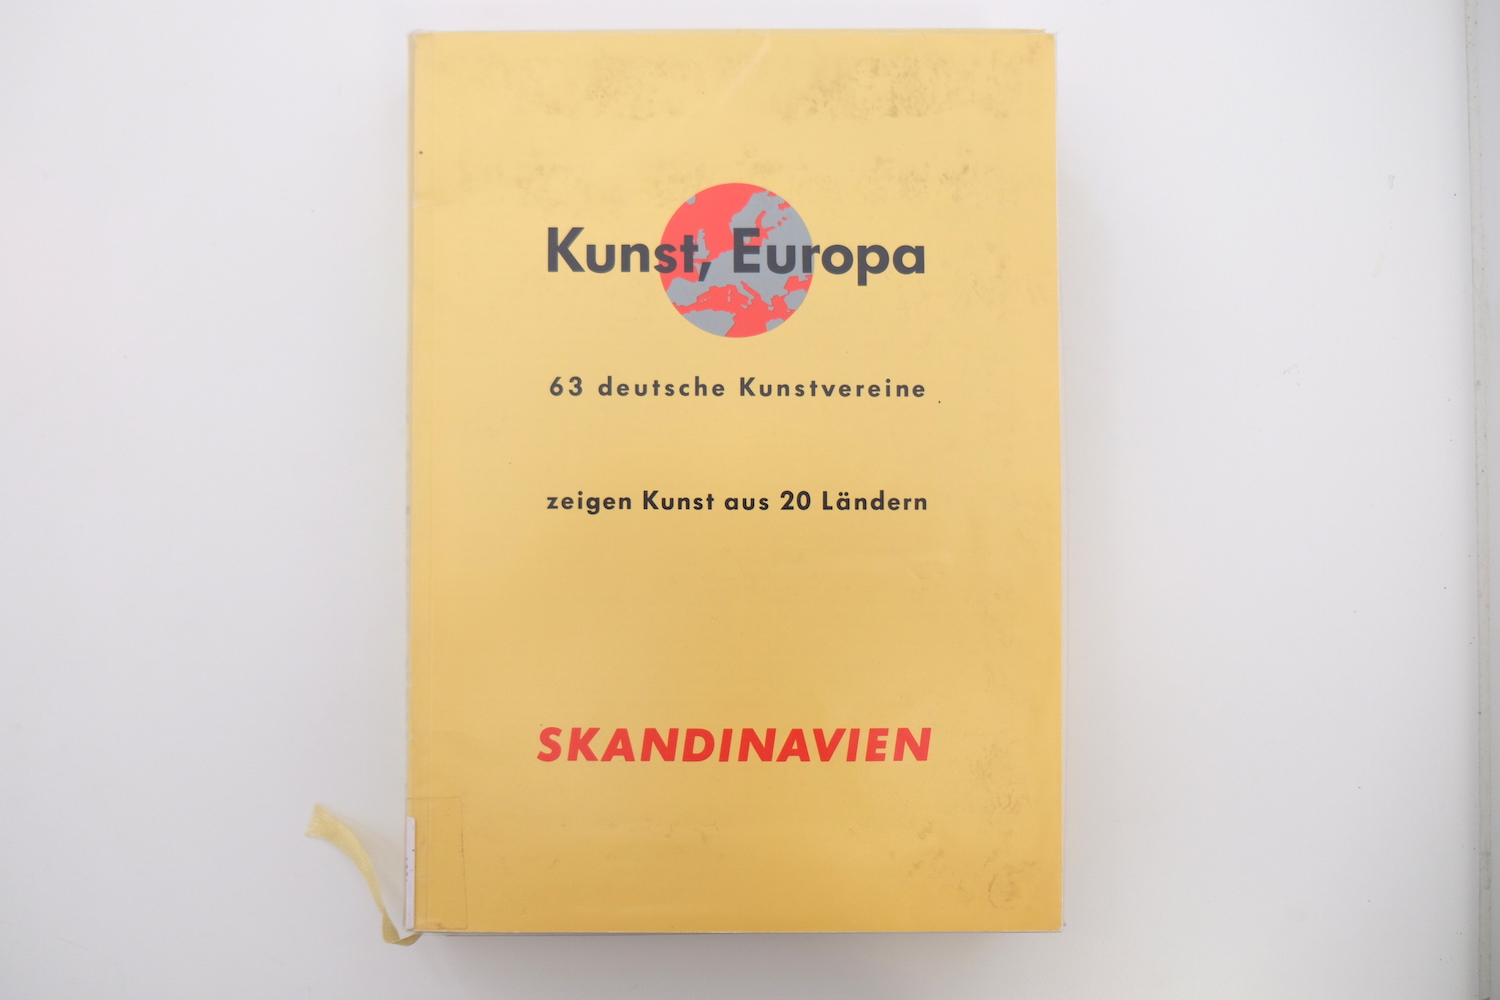 Kunst, Europa
63 deutsche Kunstvereine
zeigen Kunst aus 20 Ländern
SKANDINAVIEN